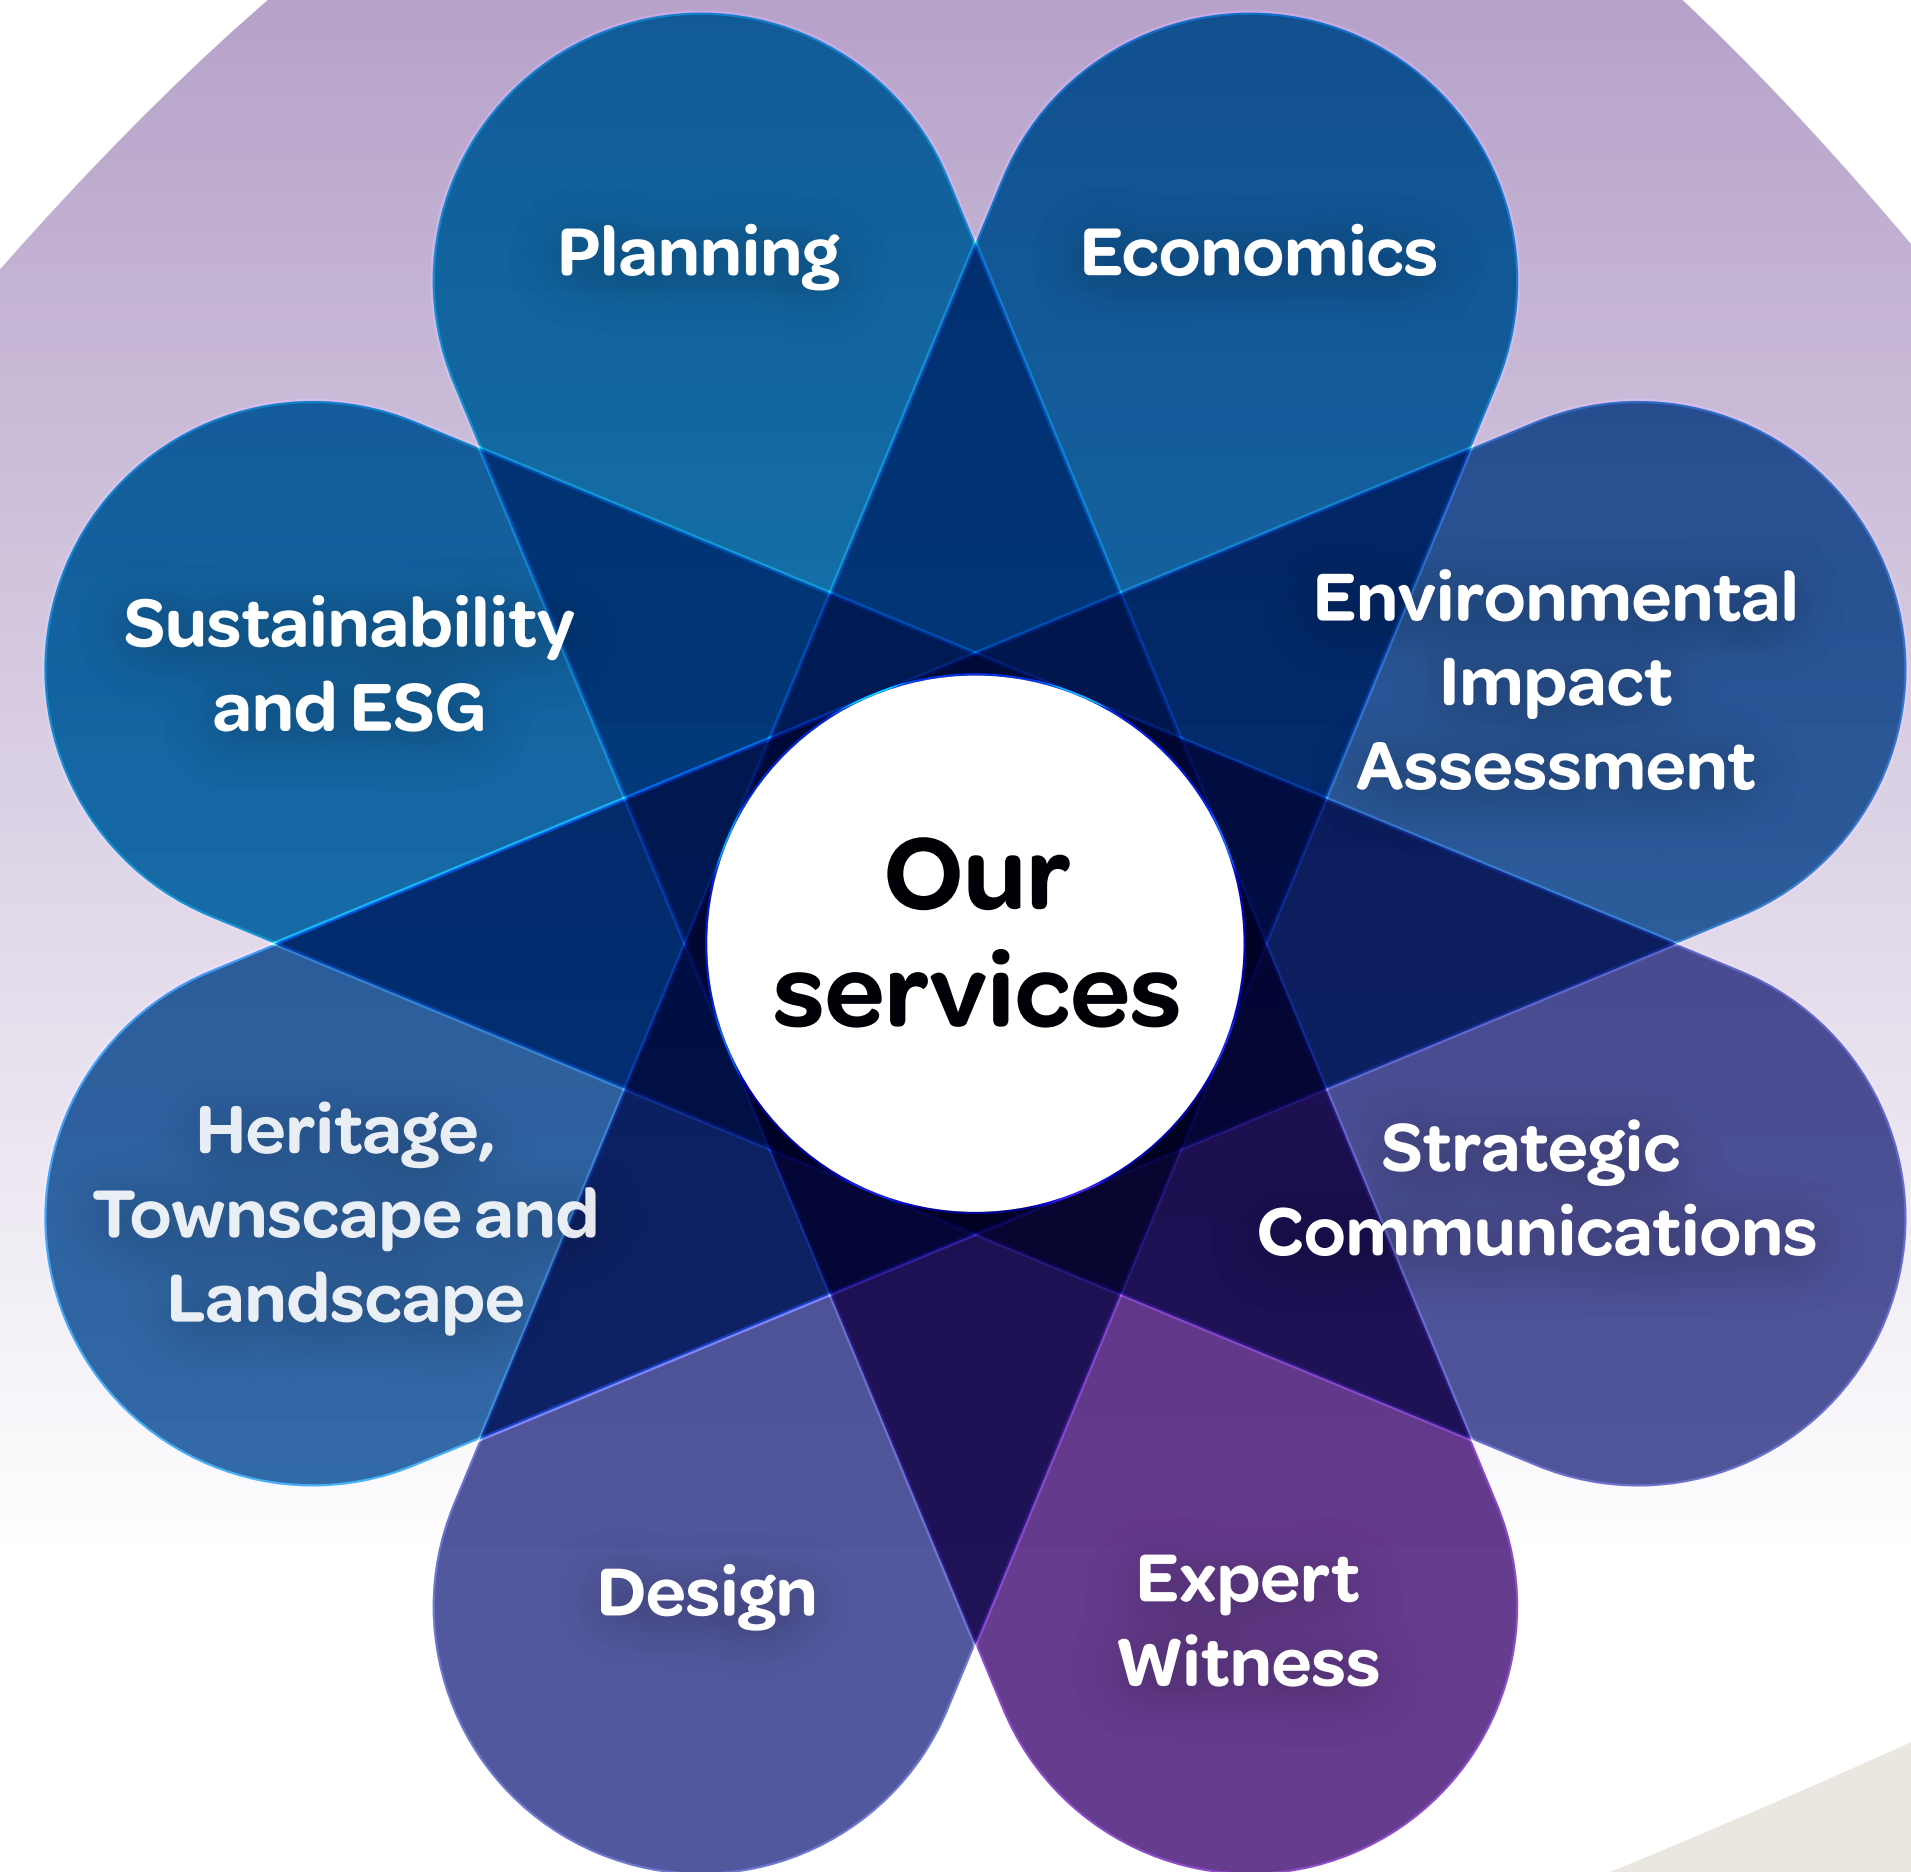 Planning
Economics
Sustainability
and ESG
Environmental
Impact
Assessment
Our
services
Heritage,
Townscape and
Landscape
Strategic
Communications
Design
Expert
Witness